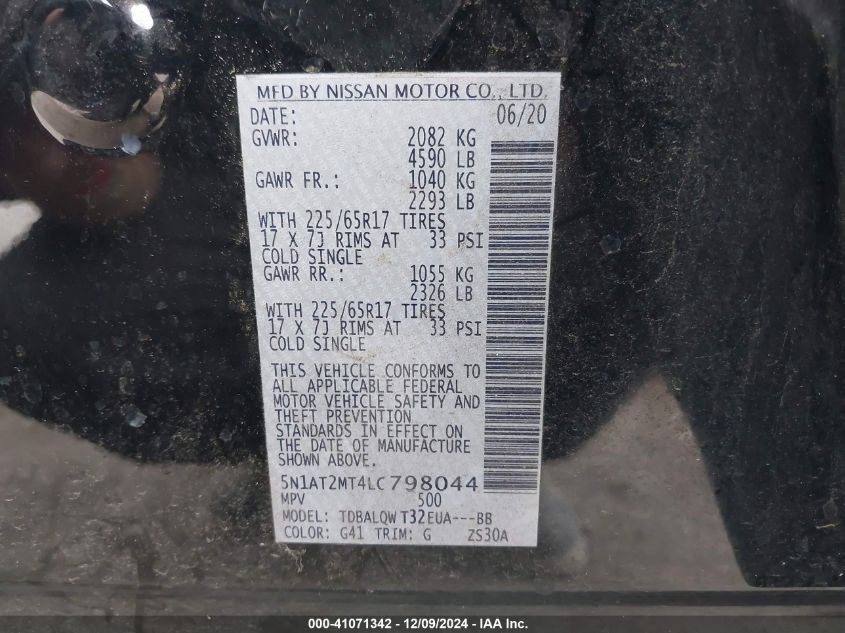 MFD BY NISSAN MOTOR CO., LTD.
DATE: 06/20
GVWR: 2082 KG
4590 LB
GAWR FR.: 1040 KG
2293 LB
WITH 225/65R17 TIRES
17 X 7J RIMS AT 33 PSI
COLD SINGLE
GAWR RR.: 1055 KG
2326 LB
WITH 225/65R17 TIRES
17 X 7J RIMS AT 33 PSI
COLD SINGLE
THIS VEHICLE CONFORMS TO
ALL APPLICABLE FEDERAL
MOTOR VEHICLE SAFETY AND
THEFT PREVENTION
STANDARDS IN EFFECT ON
THE DATE OF MANUFACTURE
SHOWN ABOVE.
5N1AT2MT4LC798044
MPV 500
MODEL: TDBALQW T32EUA---BB
COLOR: G41 TRIM: G ZS30A
000-41071342 - 12/09/2024 - IAA Inc.